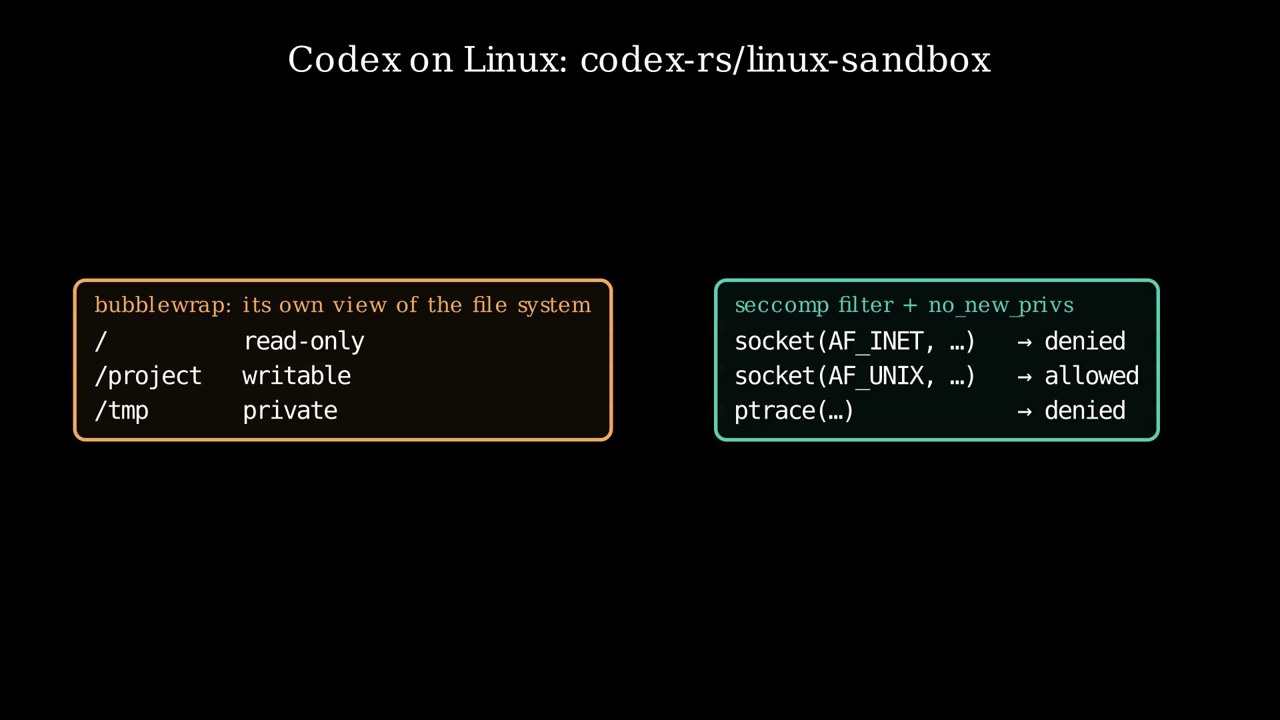 Codex on Linux: codex-rs/linux-sandbox
bubblewrap: its own view of the file system
/ read-only
/project writable
/tmp private
seccomp filter + no_new_privs
socket(AF_INET, …) → denied
socket(AF_UNIX, …) → allowed
ptrace(…) → denied